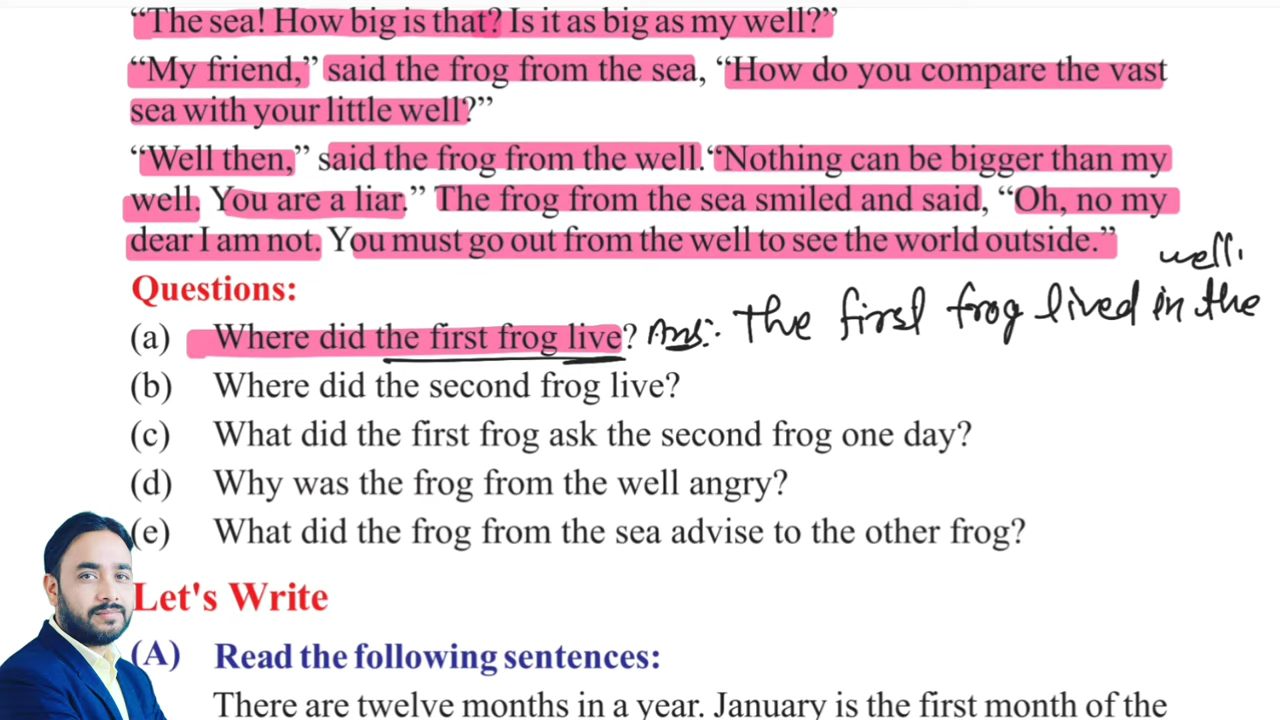 “The sea! How big is that? Is it as big as my well?”
“My friend,” said the frog from the sea, “How do you compare the vast
sea with your little well?”
“Well then,” said the frog from the well. “Nothing can be bigger than my
well. You are a liar.” The frog from the sea smiled and said, “Oh, no my
dear I am not. You must go out from the well to see the world outside.”
well.
Questions:
(a) Where did the first frog live? Ans:. The first frog lived in the
(b) Where did the second frog live?
(c) What did the first frog ask the second frog one day?
(d) Why was the frog from the well angry?
(e) What did the frog from the sea advise to the other frog?
Let's Write
(A) Read the following sentences:
There are twelve months in a year. January is the first month of the